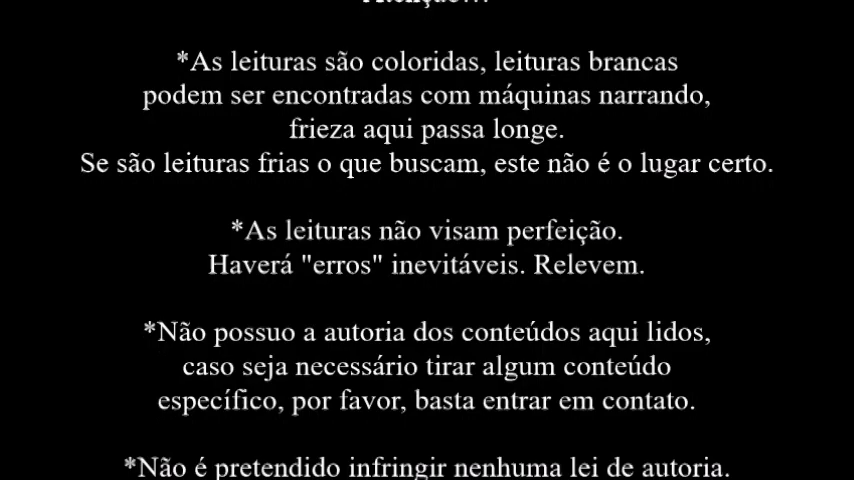 *As leituras são coloridas, leituras brancas
podem ser encontradas com máquinas narrando,
frieza aqui passa longe.
Se são leituras frias o que buscam, este não é o lugar certo.
*As leituras não visam perfeição.
Haverá "erros" inevitáveis. Relevem.
*Não possuo a autoria dos conteúdos aqui lidos,
caso seja necessário tirar algum conteúdo
específico, por favor, basta entrar em contato.
*Não é pretendido infringir nenhuma lei de autoria.